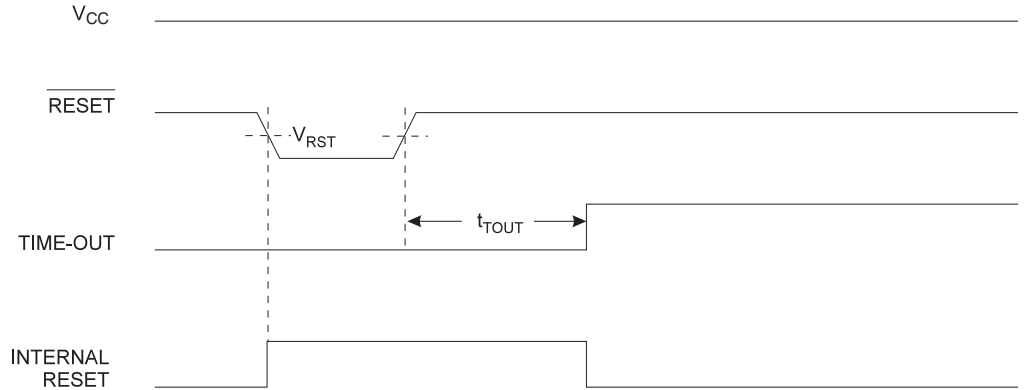 VCC
RESET
VRST
tTOUT
TIME-OUT
INTERNAL
RESET